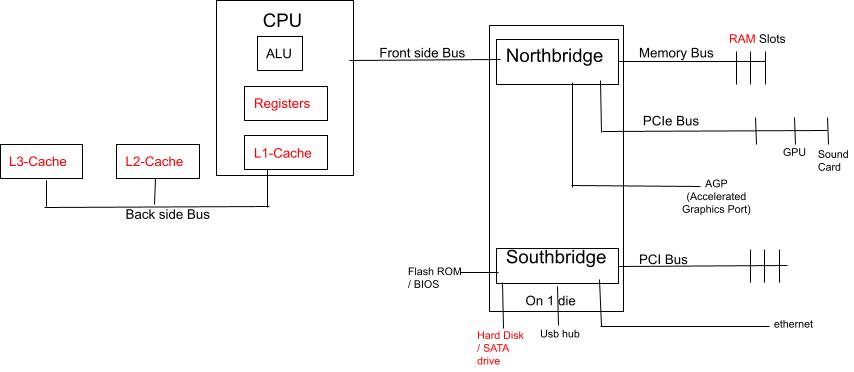 CPU
ALU
Registers
L1-Cache
L3-Cache
L2-Cache
Back side Bus
Front side Bus
Northbridge
Memory Bus
RAM Slots
PCIe Bus
GPU
Sound
Card
AGP
(Accelerated
Graphics Port)
Southbridge
PCI Bus
Flash ROM
/ BIOS
On 1 die
Hard Disk
/ SATA
drive
Usb hub
ethernet